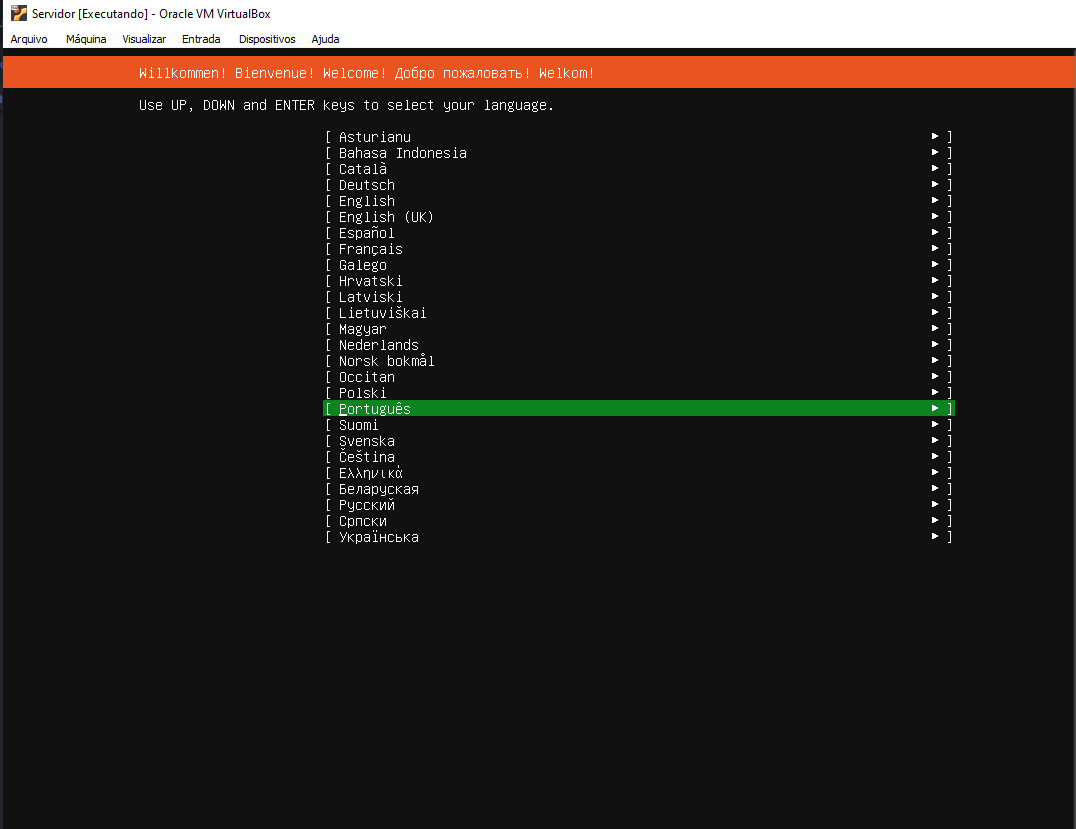 Servidor [Executando] - Oracle VM VirtualBox
Arquivo Máquina Visualizar Entrada Dispositivos Ajuda
Willkommen! Bienvenue! Welcome! Добро пожаловать! Welkom!
Use UP, DOWN and ENTER keys to select your language.
[ Asturianu ► ]
[ Bahasa Indonesia ► ]
[ Català ► ]
[ Deutsch ► ]
[ English ► ]
[ English (UK) ► ]
[ Español ► ]
[ Français ► ]
[ Galego ► ]
[ Hrvatski ► ]
[ Latviski ► ]
[ Lietuviškai ► ]
[ Magyar ► ]
[ Nederlands ► ]
[ Norsk bokmål ► ]
[ Occitan ► ]
[ Polski ► ]
[ Português ► ]
[ Suomi ► ]
[ Svenska ► ]
[ Čeština ► ]
[ Ελληνικά ► ]
[ Беларуская ► ]
[ Русский ► ]
[ Српски ► ]
[ Українська ► ]